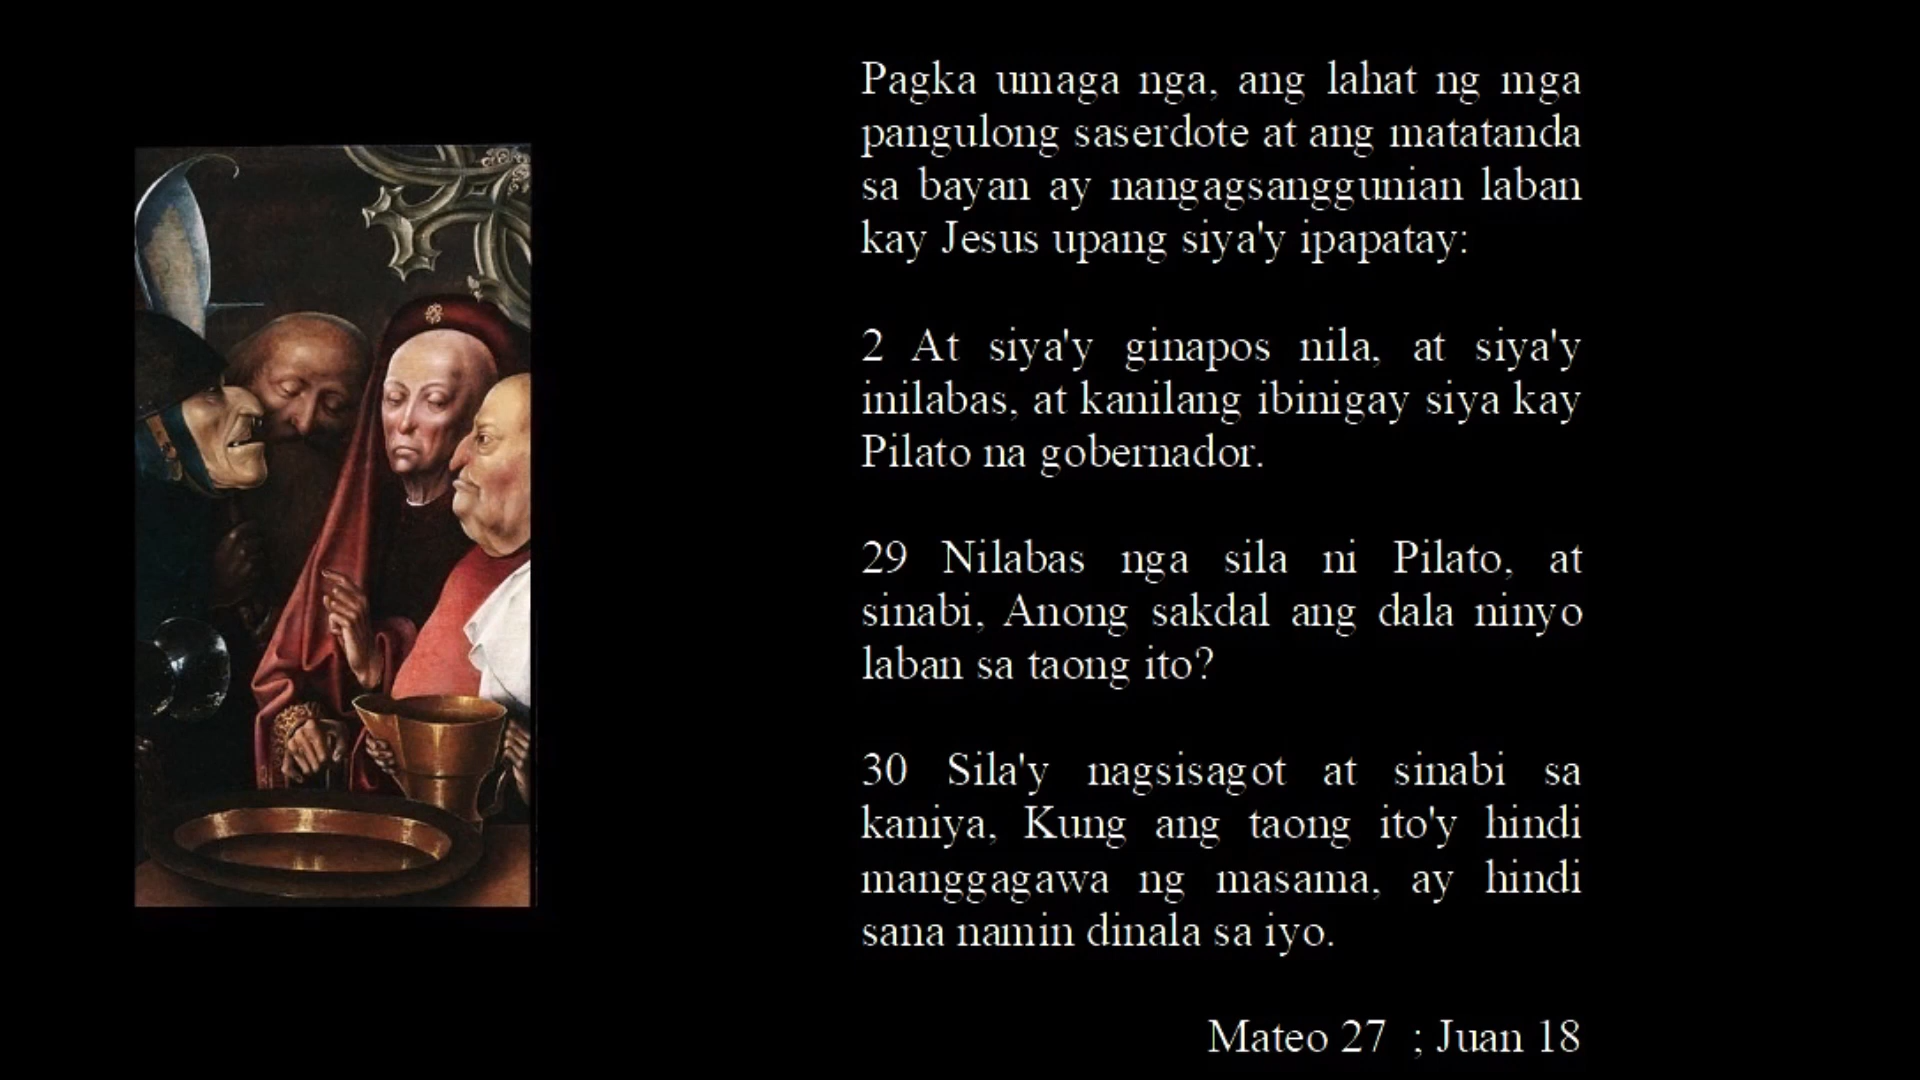 Pagka umaga nga, ang lahat ng mga
pangulong saserdote at ang matatanda
sa bayan ay nangagsanggunian laban
kay Jesus upang siya'y ipapatay:
2 At siya'y ginapos nila, at siya'y
inilabas, at kanilang ibinigay siya kay
Pilato na gobernador.
29 Nilabas nga sila ni Pilato, at
sinabi, Anong sakdal ang dala ninyo
laban sa taong ito?
30 Sila'y nagsisagot at sinabi sa
kaniya, Kung ang taong ito'y hindi
manggagawa ng masama, ay hindi
sana namin dinala sa iyo.
Mateo 27 ; Juan 18